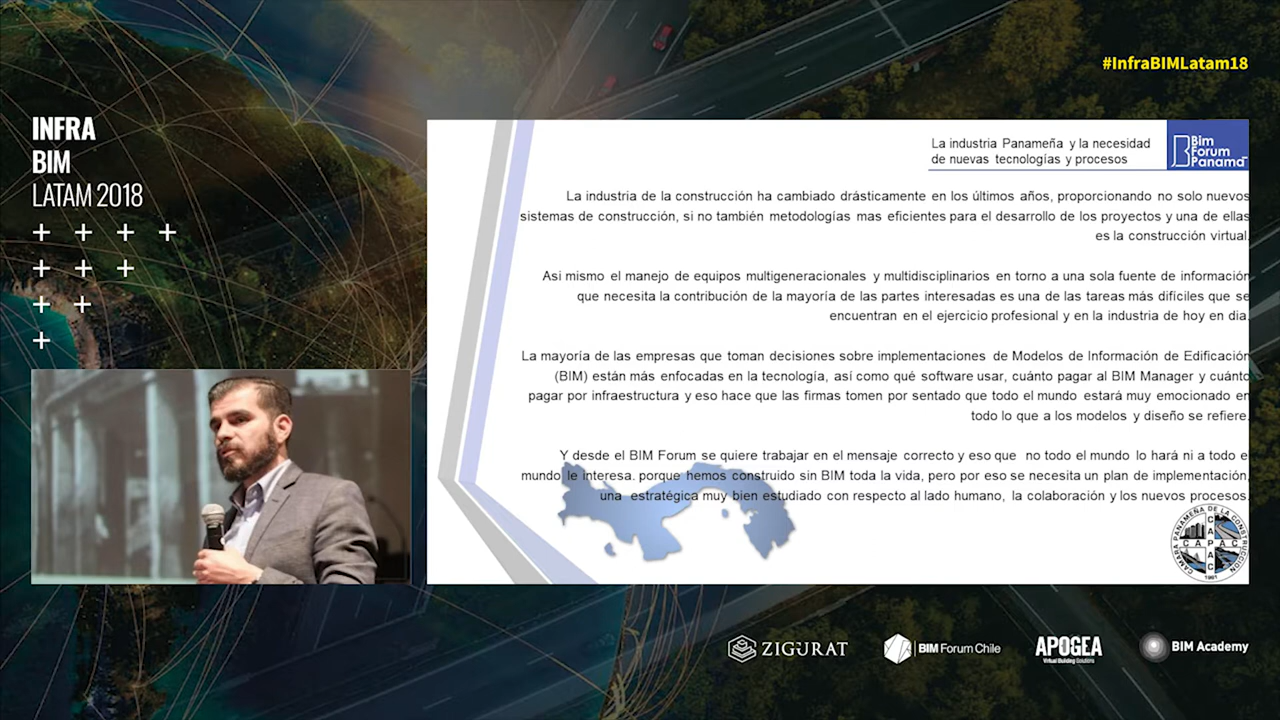 #InfraBIMLatam18
INFRA
BIM
LATAM 2018
La industria Panameña y la necesidad
de nuevas tecnologías y procesos
Bim
Forum
Panamá
La industria de la construcción ha cambiado drásticamente en los últimos años, proporcionando no solo nuevos
sistemas de construcción, si no también metodologías mas eficientes para el desarrollo de los proyectos y una de ellas
es la construcción virtual.
Asi mismo el manejo de equipos multigeneracionales y multidisciplinarios en torno a una sola fuente de información
que necesita la contribución de la mayoría de las partes interesadas es una de las tareas más difíciles que se
encuentran en el ejercicio profesional y en la industria de hoy en dia.
La mayoría de las empresas que toman decisiones sobre implementaciones de Modelos de Información de Edificación
(BIM) están más enfocadas en la tecnología, así como qué software usar, cuánto pagar al BIM Manager y cuánto
pagar por infraestructura y eso hace que las firmas tomen por sentado que todo el mundo estará muy emocionado en
todo lo que a los modelos y diseño se refiere.
Y desde el BIM Forum se quiere trabajar en el mensaje correcto y eso que no todo el mundo lo hará ni a todo e
mundo le interesa. porque hemos construido sin BIM toda la vida, pero por eso se necesita un plan de implementación,
una estratégica muy bien estudiado con respecto al lado humano, la colaboración y los nuevos procesos.
CAMARA PANAMEÑA DE LA CONSTRUCCION
CAPAC
1961
ZIGURAT
BIM Forum Chile
APOGEA
Virtual Building Solutions
BIM Academy